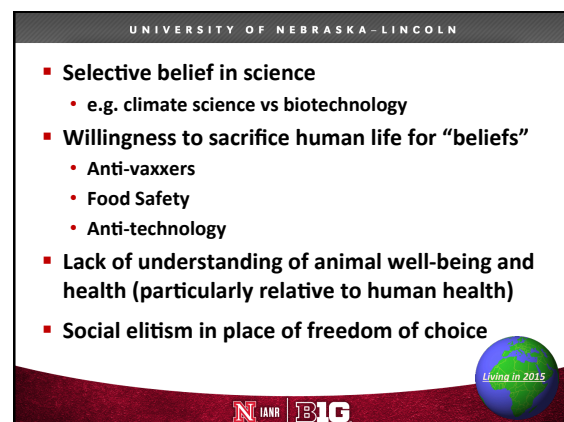 UNIVERSITY OF NEBRASKA–LINCOLN
▪ Selective belief in science
• e.g. climate science vs biotechnology
▪ Willingness to sacrifice human life for “beliefs”
• Anti-vaxxers
• Food Safety
• Anti-technology
▪ Lack of understanding of animal well-being and
health (particularly relative to human health)
▪ Social elitism in place of freedom of choice
Living in 2015
N IANR B1G